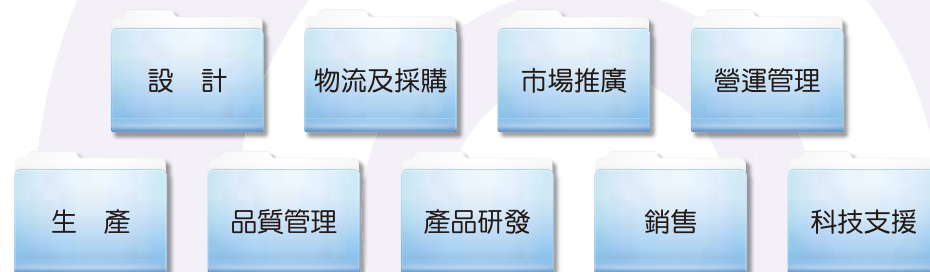 設　計
物流及採購
市場推廣
營運管理
生　產
品質管理
產品研發
銷售
科技支援